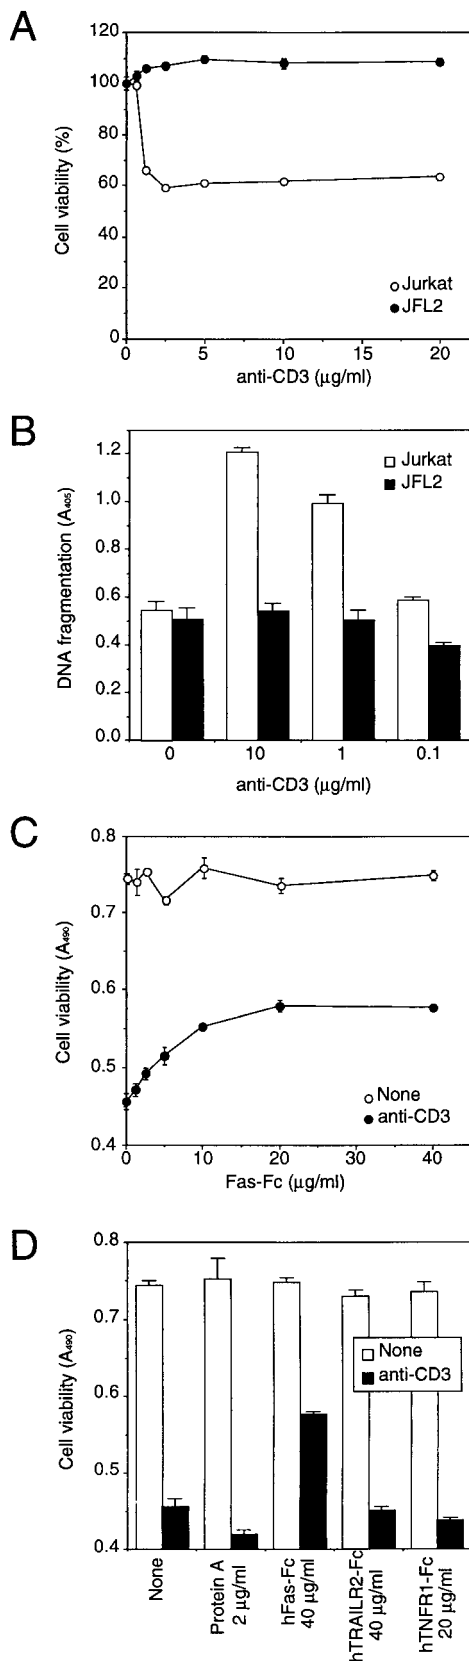 A
120
100
80
60
40
20
0
Cell viability (%)
Jurkat
JFL2
0 5 10 15 20
anti-CD3 (μg/ml)
B
1.2
1.0
0.8
0.6
0.4
0.2
0.0
DNA fragmentation (A₄₀₅)
Jurkat
JFL2
0 10 1 0.1
anti-CD3 (μg/ml)
C
0.8
0.7
0.6
0.5
0.4
Cell viability (A₄₉₀)
None
anti-CD3
0 10 20 30 40
Fas-Fc (μg/ml)
D
0.8
0.7
0.6
0.5
0.4
Cell viability (A₄₉₀)
None
anti-CD3
None
Protein A
2 μg/ml
hFas-Fc
40 μg/ml
hTRAILR2-Fc
40 μg/ml
hTNFR1-Fc
20 μg/ml